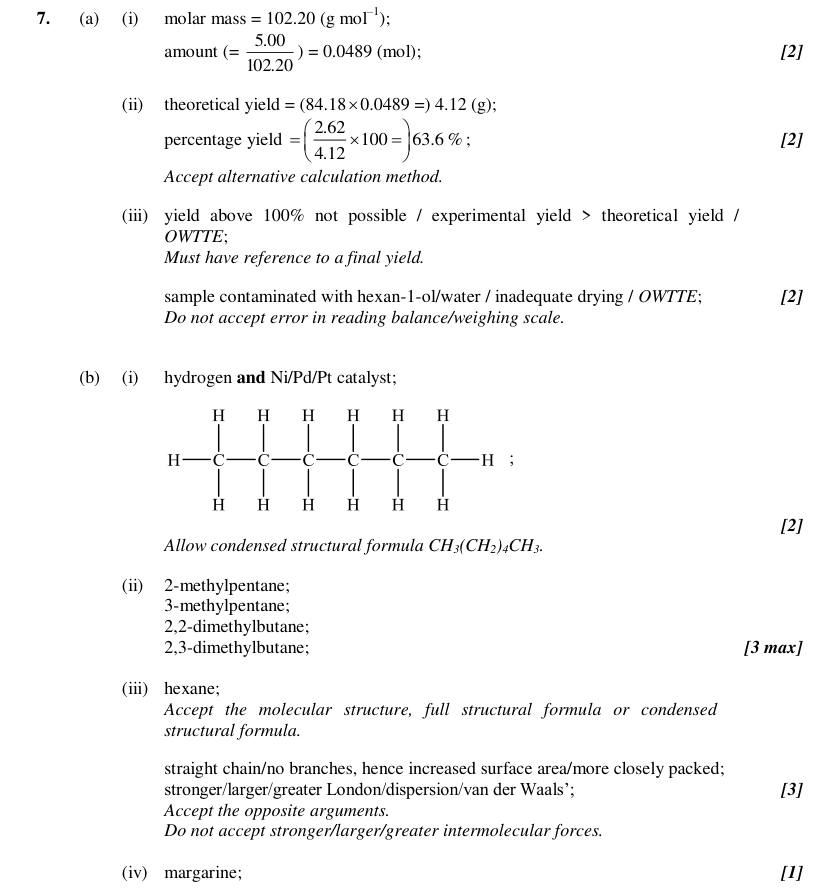 7. (a) (i) molar mass = 102.20 (g mol⁻¹);
amount (= 5.00/102.20 ) = 0.0489 (mol); [2]
(ii) theoretical yield = (84.18×0.0489 =) 4.12 (g);
percentage yield = (2.62/4.12 ×100 =) 63.6 % ; [2]
Accept alternative calculation method.
(iii) yield above 100% not possible / experimental yield > theoretical yield /
OWTTE;
Must have reference to a final yield.
sample contaminated with hexan-1-ol/water / inadequate drying / OWTTE; [2]
Do not accept error in reading balance/weighing scale.
(b) (i) hydrogen and Ni/Pd/Pt catalyst;
H H H H H H
H—C—C—C—C—C—C—H ;
H H H H H H
[2]
Allow condensed structural formula CH₃(CH₂)₄CH₃.
(ii) 2-methylpentane;
3-methylpentane;
2,2-dimethylbutane;
2,3-dimethylbutane; [3 max]
(iii) hexane;
Accept the molecular structure, full structural formula or condensed
structural formula.
straight chain/no branches, hence increased surface area/more closely packed;
stronger/larger/greater London/dispersion/van der Waals’; [3]
Accept the opposite arguments.
Do not accept stronger/larger/greater intermolecular forces.
(iv) margarine; [1]